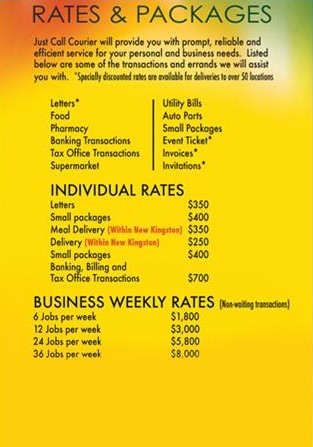 RATES & PACKAGES
Just Call Courier will provide you with prompt, reliable and
efficient service for your personal and business needs. Listed
below are some of the transactions and errands we will assist
you with. *Specially discounted rates are available for deliveries to over 50 locations
Letters*
Food
Pharmacy
Banking Transactions
Tax Office Transactions
Supermarket
Utility Bills
Auto Parts
Small Packages
Event Ticket*
Invoices*
Invitations*
INDIVIDUAL RATES
Letters $350
Small packages $400
Meal Delivery (Within New Kingston) $350
Delivery (Within New Kingston) $250
Small packages $400
Banking, Billing and
Tax Office Transactions $700
BUSINESS WEEKLY RATES (Non-waiting transactions)
6 Jobs per week $1,800
12 Jobs per week $3,000
24 Jobs per week $5,800
36 Jobs per week $8,000